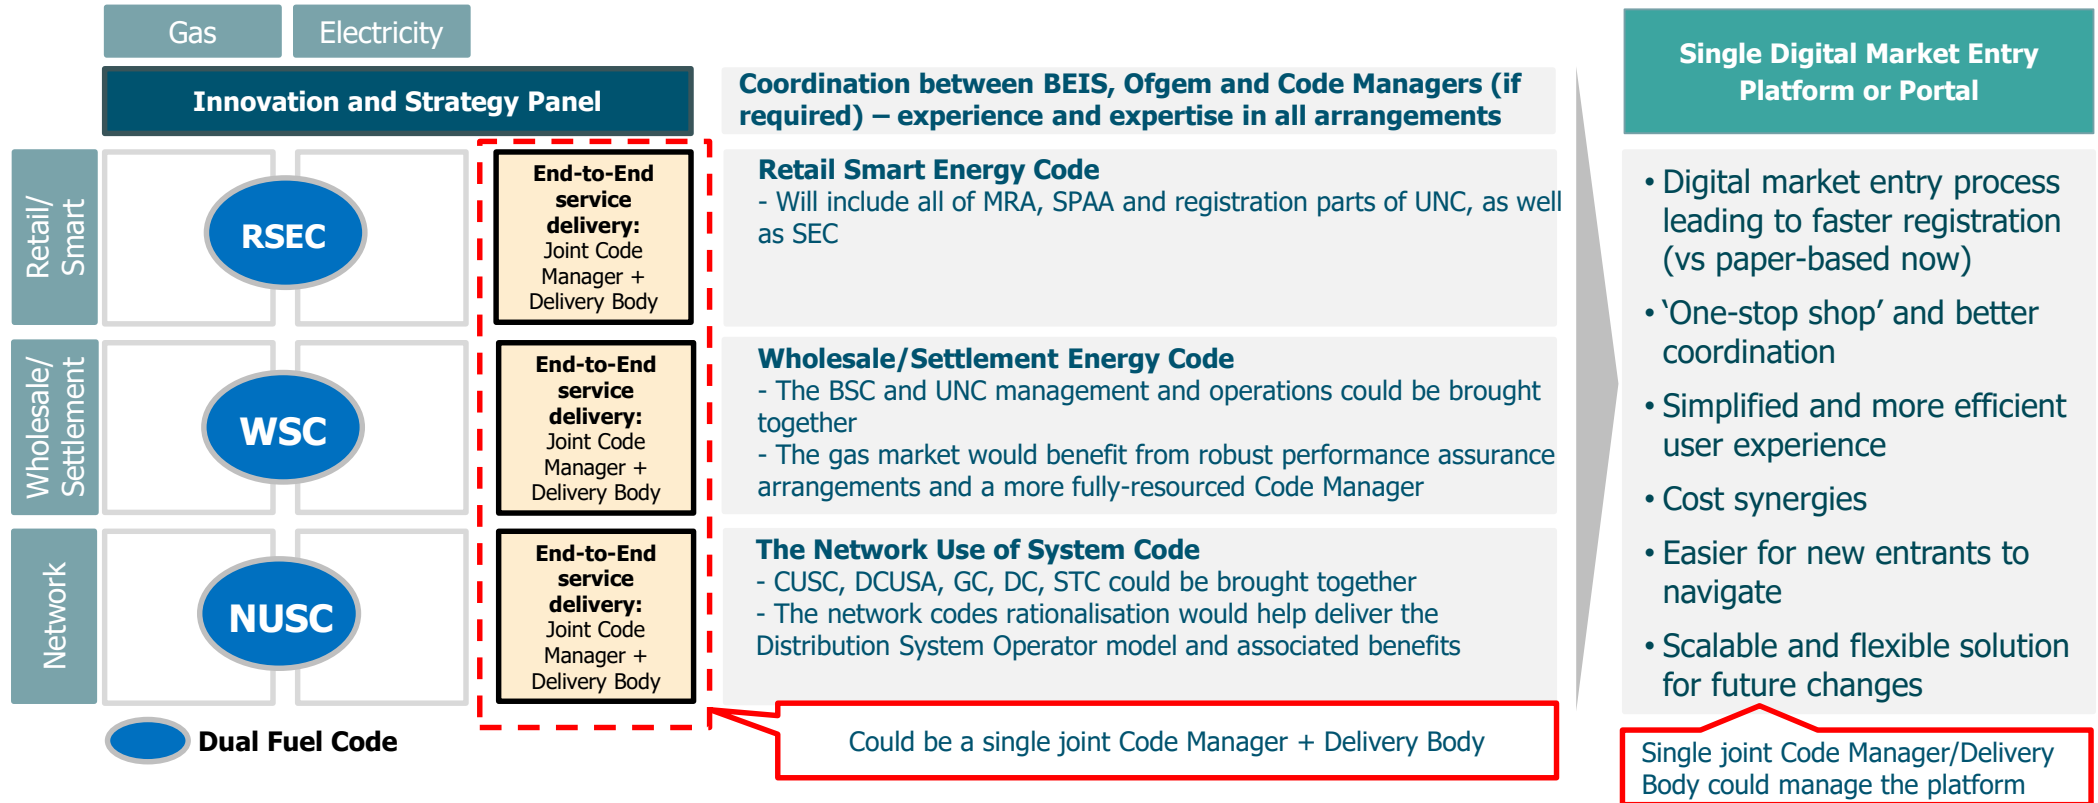 Gas
Electricity
Innovation and Strategy Panel
Coordination between BEIS, Ofgem and Code Managers (if
required) – experience and expertise in all arrangements
Retail/
Smart
RSEC
End-to-End
service
delivery:
Joint Code
Manager +
Delivery Body
Retail Smart Energy Code
- Will include all of MRA, SPAA and registration parts of UNC, as well
as SEC
Wholesale/
Settlement
WSC
End-to-End
service
delivery:
Joint Code
Manager +
Delivery Body
Wholesale/Settlement Energy Code
- The BSC and UNC management and operations could be brought
together
- The gas market would benefit from robust performance assurance
arrangements and a more fully-resourced Code Manager
Network
NUSC
End-to-End
service
delivery:
Joint Code
Manager +
Delivery Body
The Network Use of System Code
- CUSC, DCUSA, GC, DC, STC could be brought together
- The network codes rationalisation would help deliver the
Distribution System Operator model and associated benefits
Dual Fuel Code
Could be a single joint Code Manager + Delivery Body
Single Digital Market Entry
Platform or Portal
• Digital market entry process
leading to faster registration
(vs paper-based now)
• ‘One-stop shop’ and better
coordination
• Simplified and more efficient
user experience
• Cost synergies
• Easier for new entrants to
navigate
• Scalable and flexible solution
for future changes
Single joint Code Manager/Delivery
Body could manage the platform